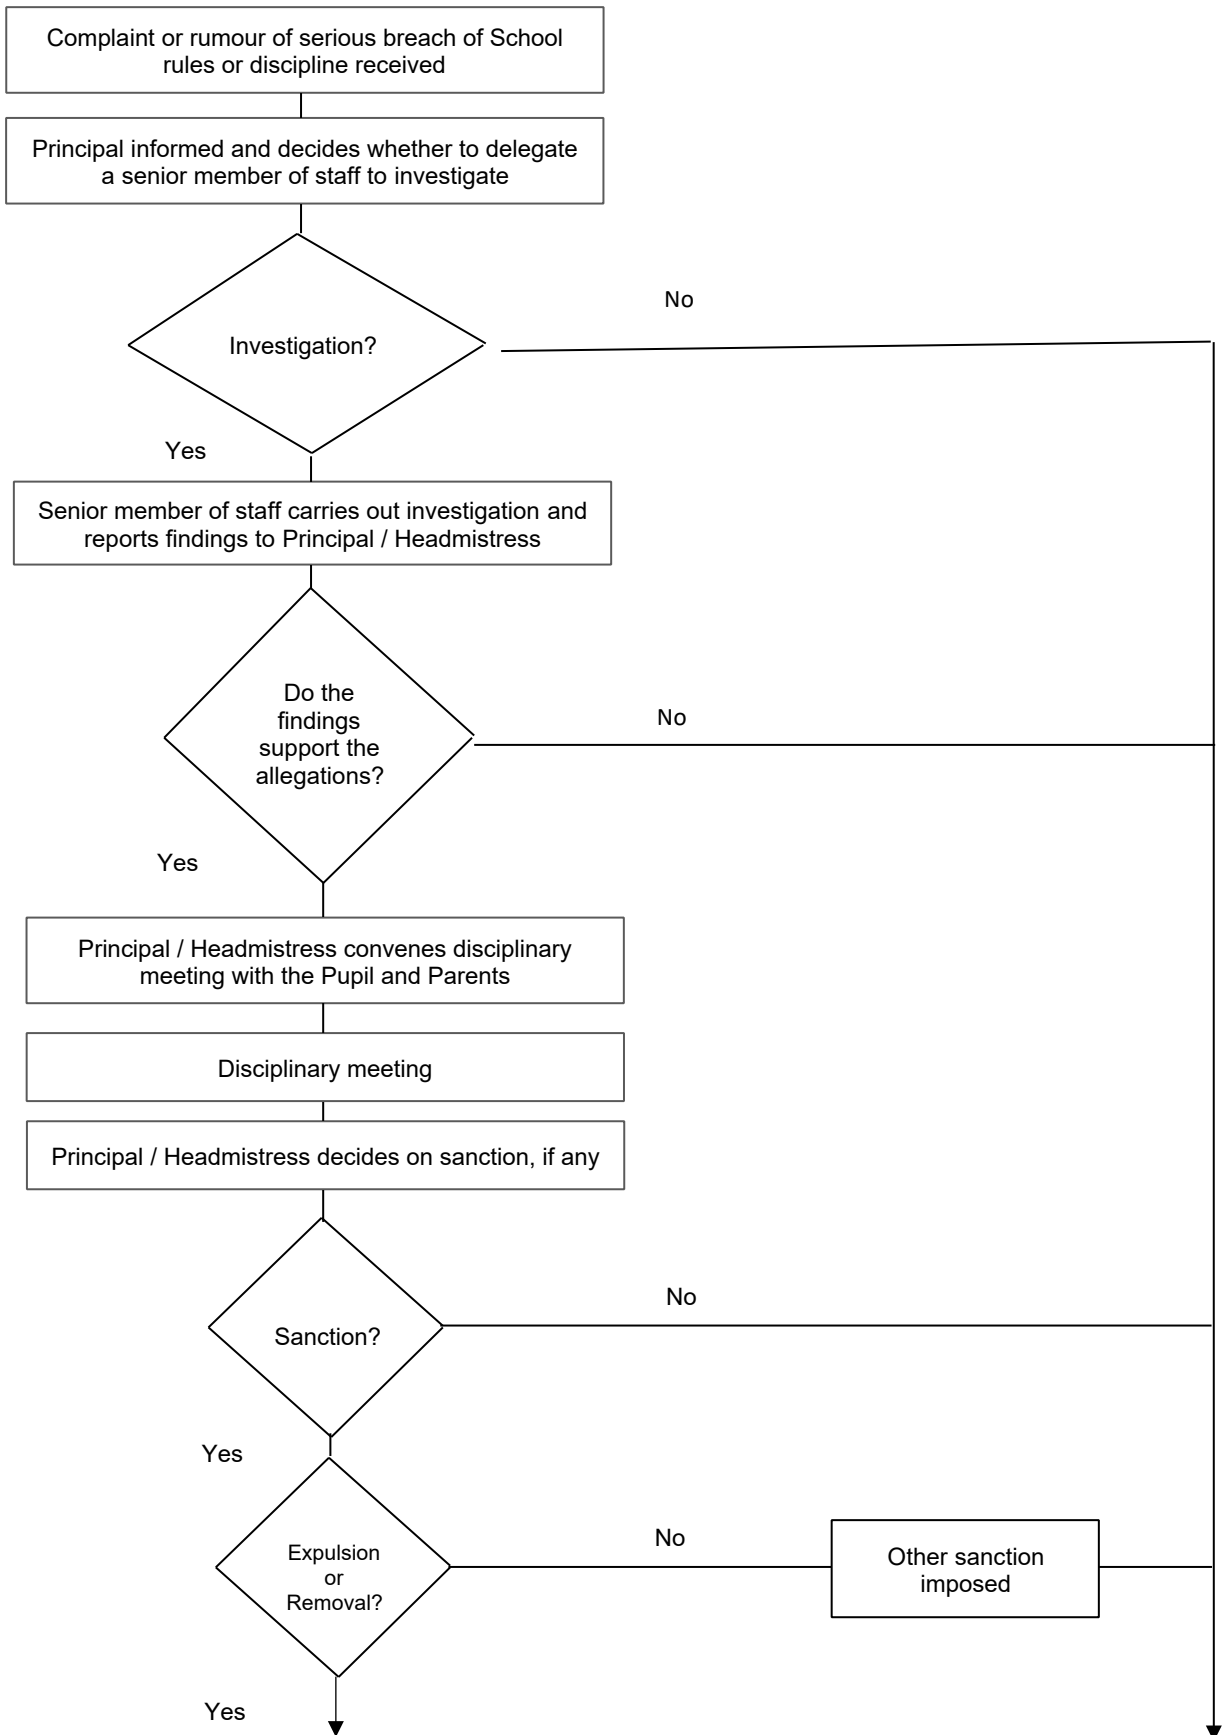 Complaint or rumour of serious breach of School
rules or discipline received
Principal informed and decides whether to delegate
a senior member of staff to investigate
No
Investigation?
Yes
Senior member of staff carries out investigation and
reports findings to Principal / Headmistress
Do the
findings
support the
allegations?
No
Yes
Principal / Headmistress convenes disciplinary
meeting with the Pupil and Parents
Disciplinary meeting
Principal / Headmistress decides on sanction, if any
No
Sanction?
Yes
No
Expulsion
or
Removal?
Other sanction
imposed
Yes